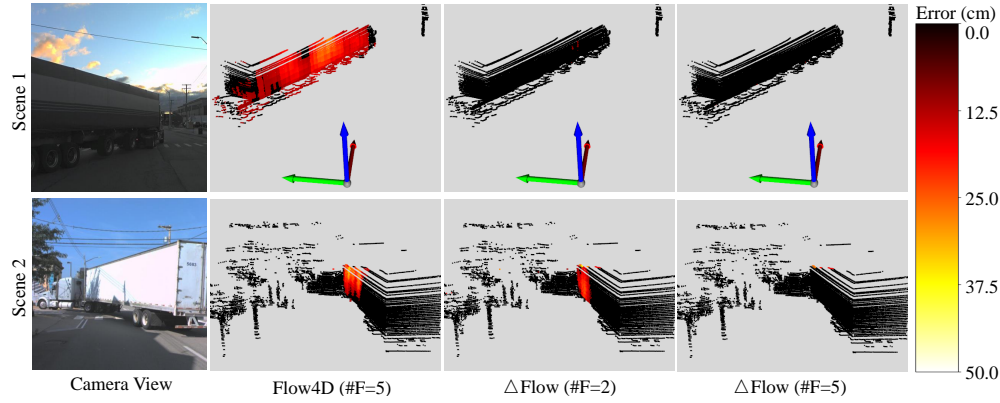 Error (cm)
0.0
12.5
25.0
37.5
50.0
Scene 1
Scene 2
Camera View
Flow4D (#F=5)
△Flow (#F=2)
△Flow (#F=5)